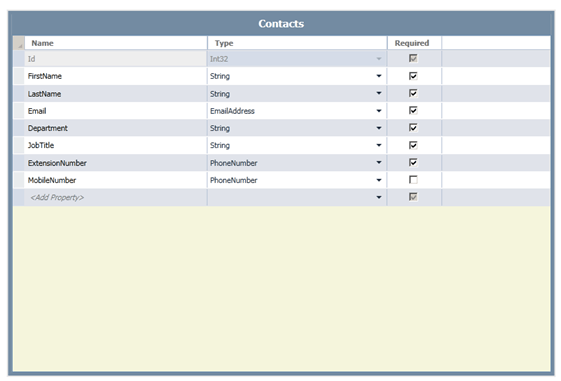 Contacts
Name Type Required
Id Int32
FirstName String
LastName String
Email EmailAddress
Department String
JobTitle String
ExtensionNumber PhoneNumber
MobileNumber PhoneNumber
<Add Property>